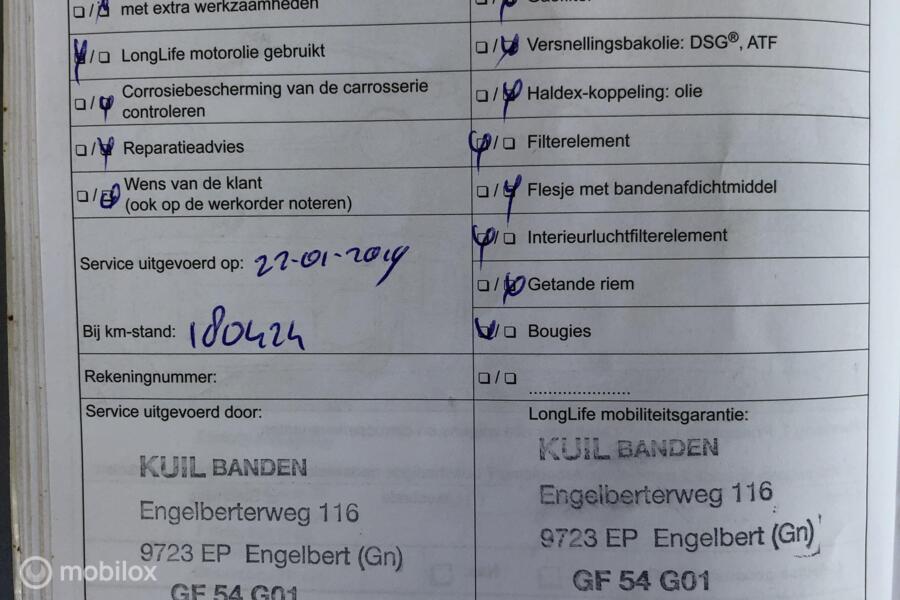 met extra werkzaamheden
LongLife motorolie gebruikt
Corrosiebescherming van de carrosserie
controleren
Reparatieadvies
Wens van de klant
(ook op de werkorder noteren)
Service uitgevoerd op: 22-01-2019
Bij km-stand: 180424
Rekeningnummer:
Service uitgevoerd door:
KUIL BANDEN
Engelberterweg 116
9723 EP Engelbert (Gn)
GF 54 G01
Versnellingsbakolie: DSG®, ATF
Haldex-koppeling: olie
Filterelement
Flesje met bandenafdichtmiddel
Interieurluchtfilterelement
Getande riem
Bougies
LongLife mobiliteitsgarantie:
KUIL BANDEN
Engelberterweg 116
9723 EP Engelbert (Gn)
GF 54 G01
mobilox